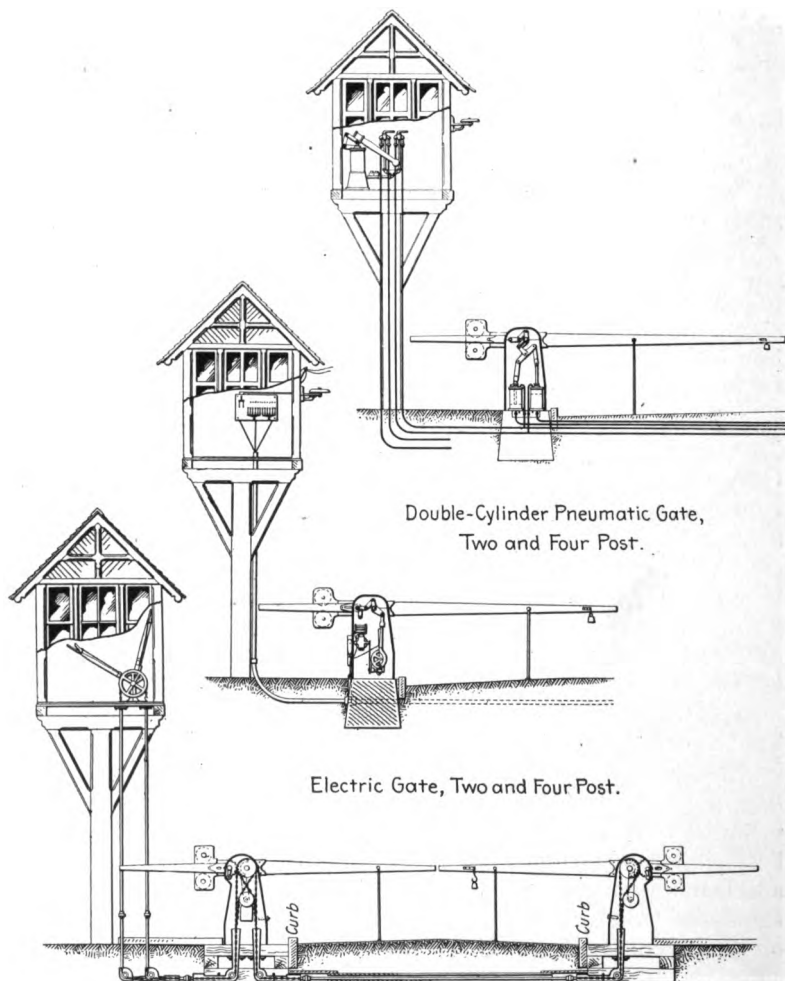 Double-Cylinder Pneumatic Gate,
Two and Four Post.
Electric Gate, Two and Four Post.
Curb
Curb